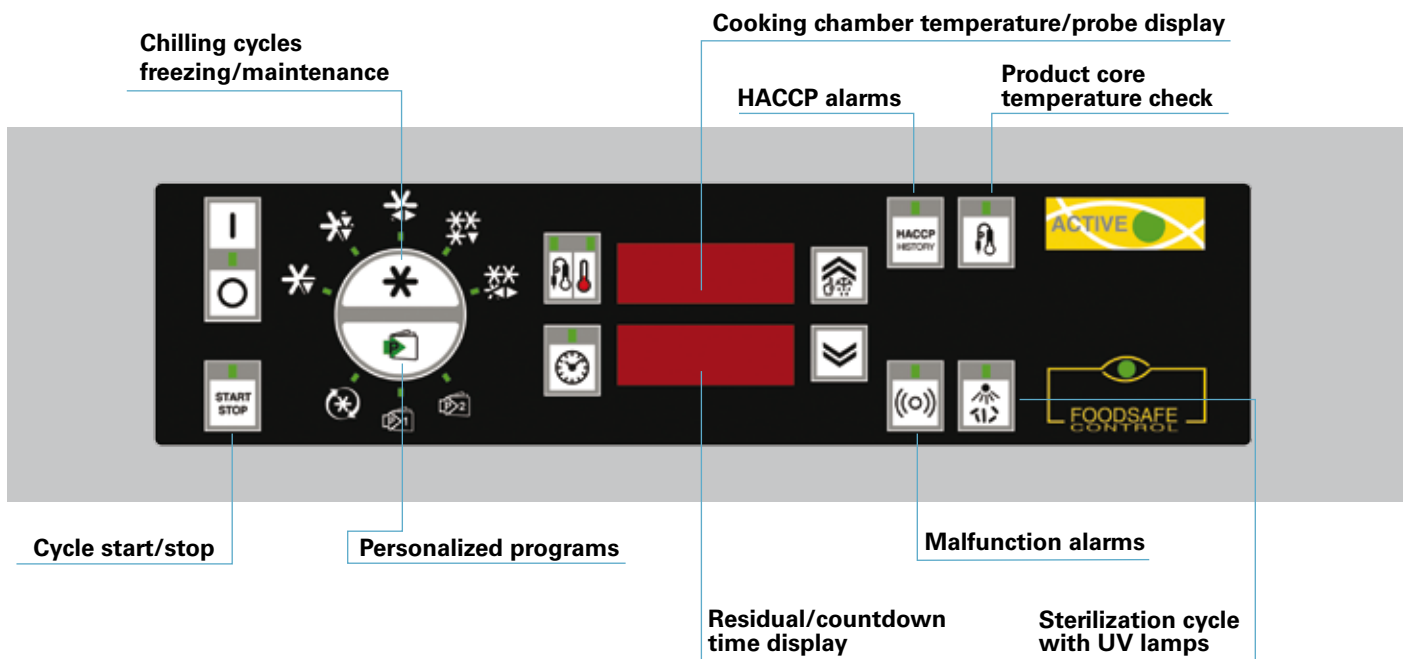 Cooking chamber temperature/probe display
Chilling cycles
freezing/maintenance
Product core
temperature check
HACCP alarms
HACCP
HISTORY
ACTIVE
P
START
STOP
P1
P2
FOODSAFE
CONTROL
Cycle start/stop
Personalized programs
Malfunction alarms
Residual/countdown
time display
Sterilization cycle
with UV lamps